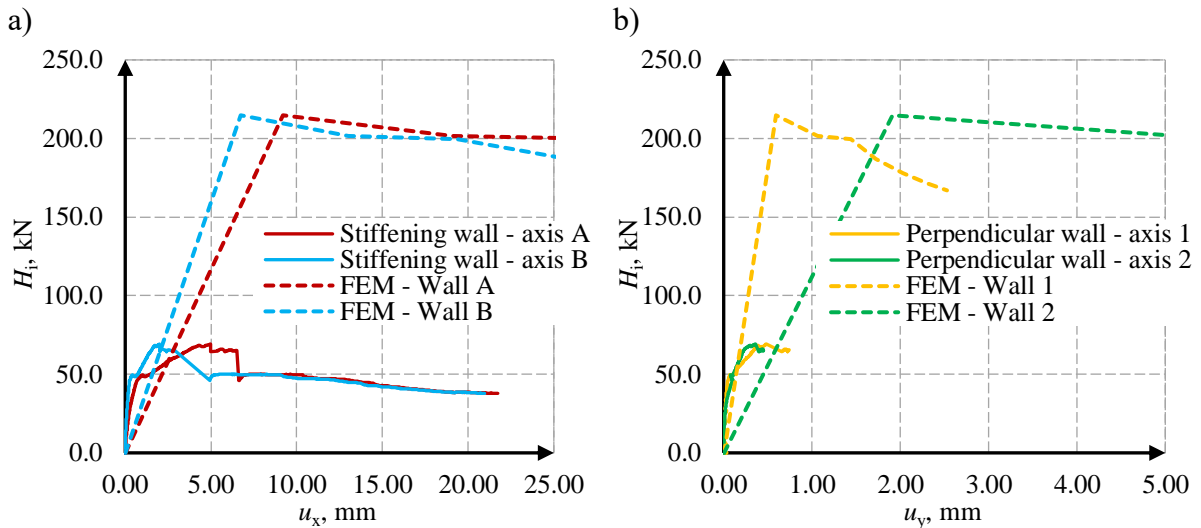 a)
250.0
200.0
150.0
100.0
50.0
0.0
H_i, kN
Stiffening wall - axis A
Stiffening wall - axis B
FEM - Wall A
FEM - Wall B
0.00 5.00 10.00 15.00 20.00 25.00
u_x, mm
b)
250.0
200.0
150.0
100.0
50.0
0.0
H_i, kN
Perpendicular wall - axis 1
Perpendicular wall - axis 2
FEM - Wall 1
FEM - Wall 2
0.00 1.00 2.00 3.00 4.00 5.00
u_y, mm